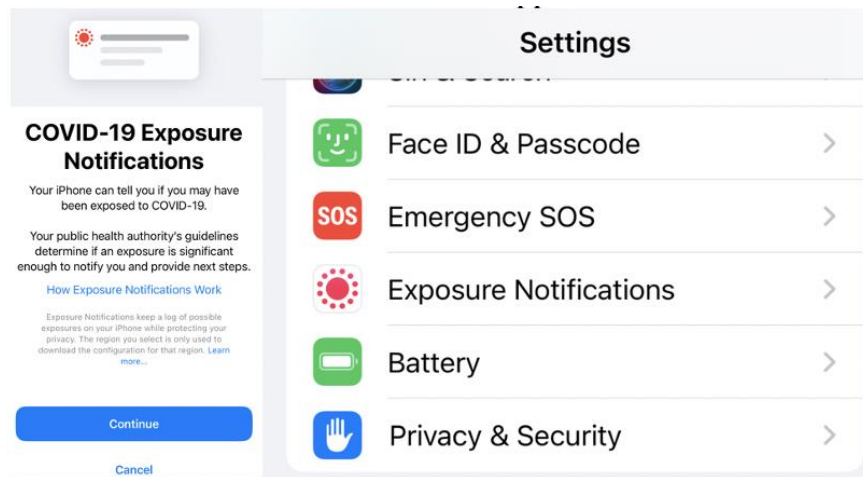 COVID-19 Exposure
Notifications
Your iPhone can tell you if you may have
been exposed to COVID-19.
Your public health authority's guidelines
determine if an exposure is significant
enough to notify you and provide next steps.
How Exposure Notifications Work
Exposure Notifications keep a log of possible
exposures on your iPhone while protecting your
privacy. The region you select is only used to
download the configuration for that region. Learn
more...
Continue
Cancel
Settings
Face ID & Passcode
SOS
Emergency SOS
Exposure Notifications
Battery
Privacy & Security